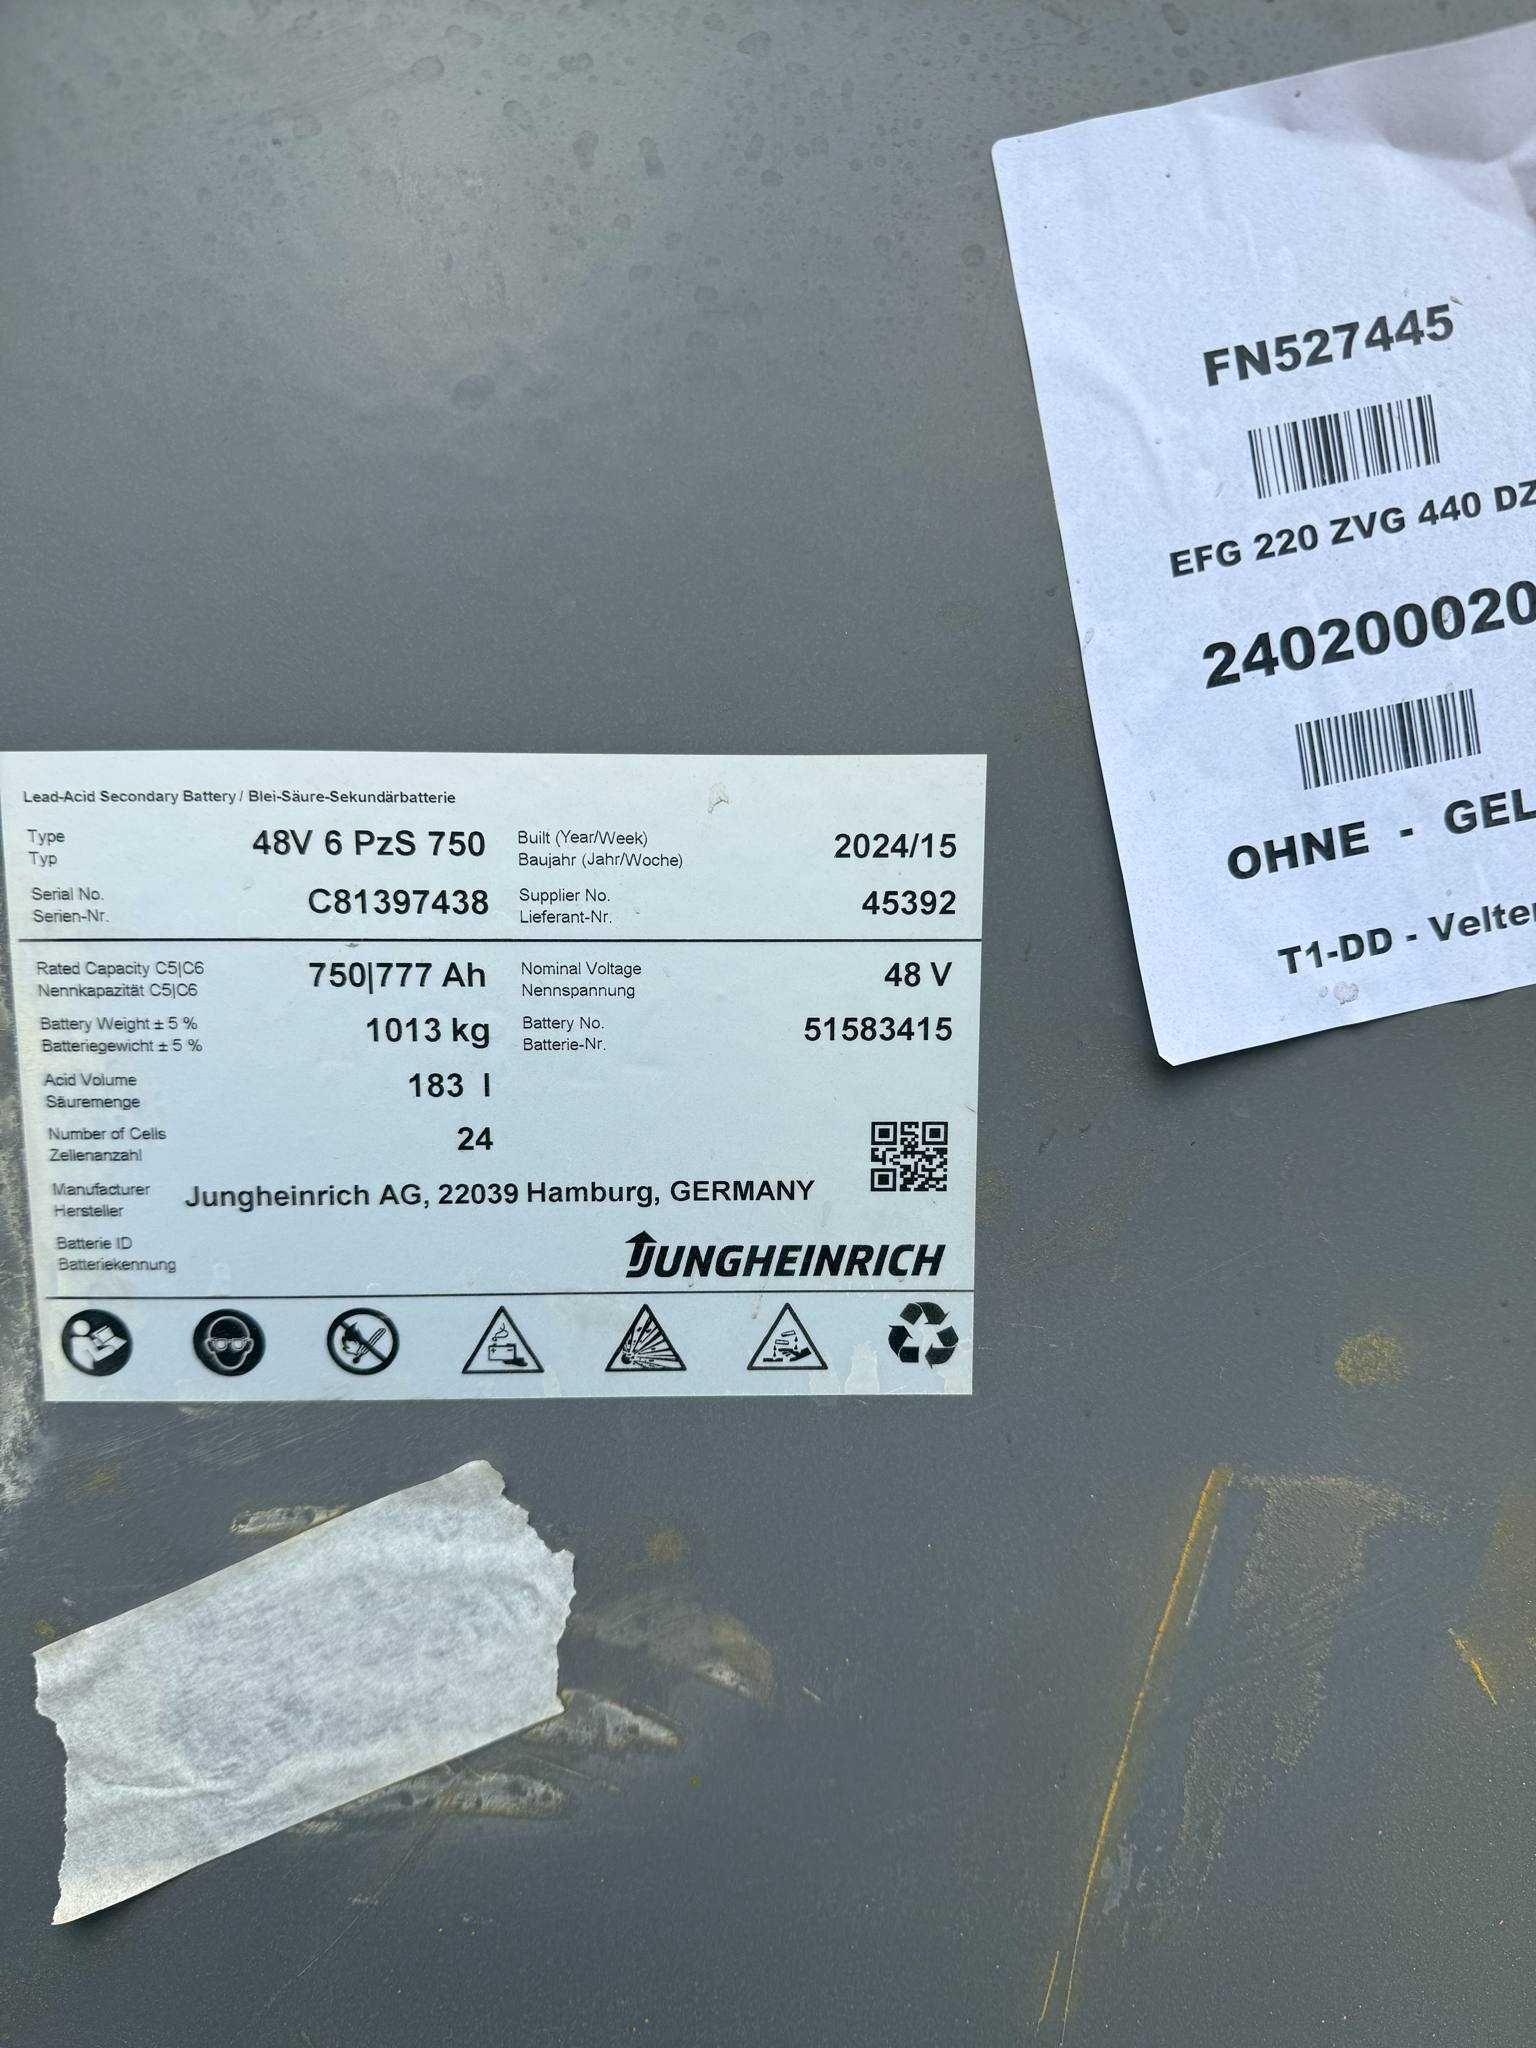 FN527445
EFG 220 ZVG 440 DZ
240200020
OHNE - GEL
T1-DD - Velte
Lead-Acid Secondary Battery / Blei-Säure-Sekundärbatterie
Type 48V 6 PzS 750 Built (Year/Week) 2024/15
Typ Baujahr (Jahr/Woche)
Serial No. C81397438 Supplier No. 45392
Serien-Nr. Lieferant-Nr.
Rated Capacity C5|C6 750|777 Ah Nominal Voltage 48 V
Nennkapazität C5|C6 Nennspannung
Battery Weight ± 5 % 1013 kg Battery No. 51583415
Batteriegewicht ± 5 % Batterie-Nr.
Acid Volume 183 l
Säuremenge
Number of Cells 24
Zellenanzahl
Manufacturer Jungheinrich AG, 22039 Hamburg, GERMANY
Hersteller
Batterie ID
Batteriekennung
JUNGHEINRICH